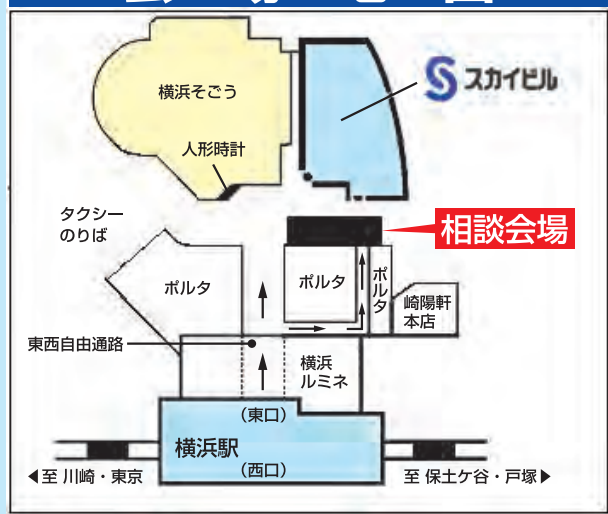 横浜そごう
スカイビル
人形時計
タクシー
のりば
相談会場
ポルタ
ポルタ
ポルタ
崎陽軒
本店
東西自由通路
横浜
ルミネ
(東口)
横浜駅
(西口)
◀至 川崎・東京
至 保土ケ谷・戸塚▶